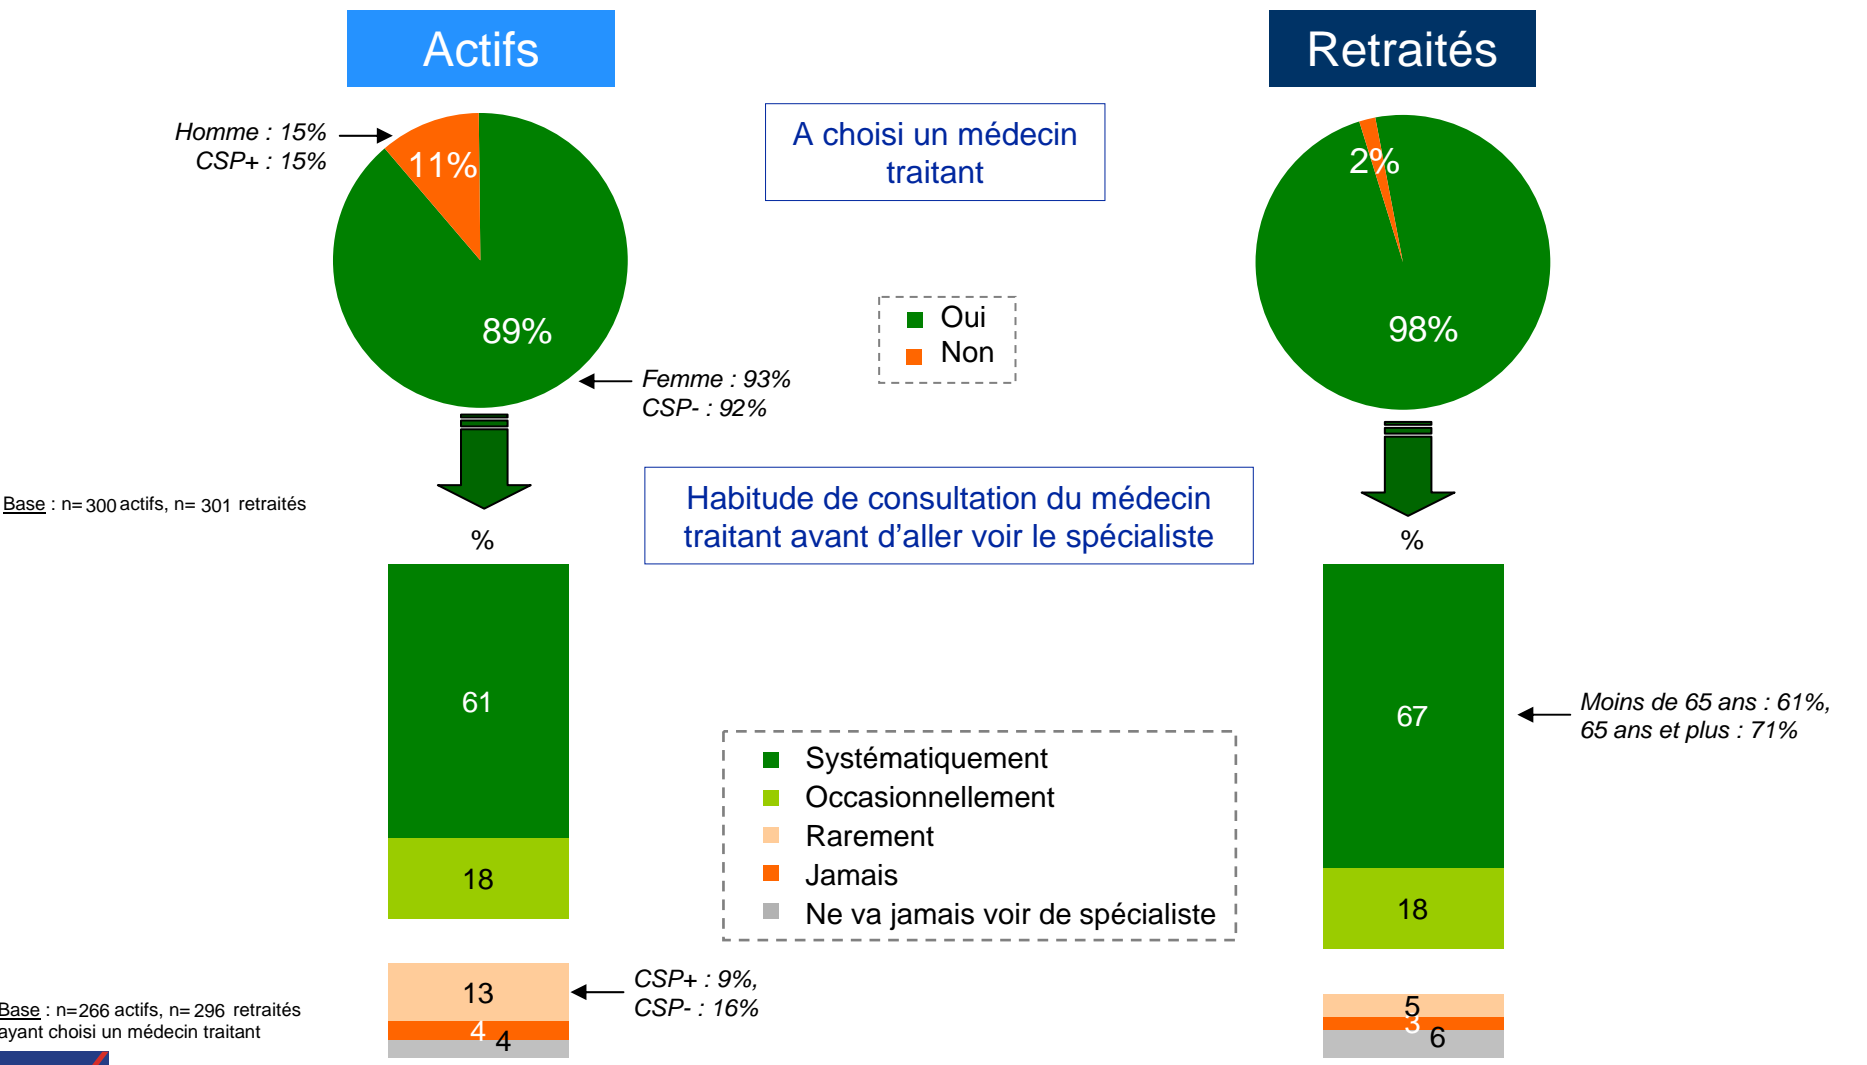 Actifs
Retraités
Homme : 15%
CSP+ : 15%
11%
89%
Femme : 93%
CSP- : 92%
A choisi un médecin
traitant
Oui
Non
2%
98%
Base : n= 300 actifs, n= 301 retraités
Habitude de consultation du médecin
traitant avant d'aller voir le spécialiste
%
%
61
18
13
4
4
CSP+ : 9%,
CSP- : 16%
Systématiquement
Occasionnellement
Rarement
Jamais
Ne va jamais voir de spécialiste
67
18
5
3
6
Moins de 65 ans : 61%,
65 ans et plus : 71%
Base : n=266 actifs, n= 296 retraités
ayant choisi un médecin traitant